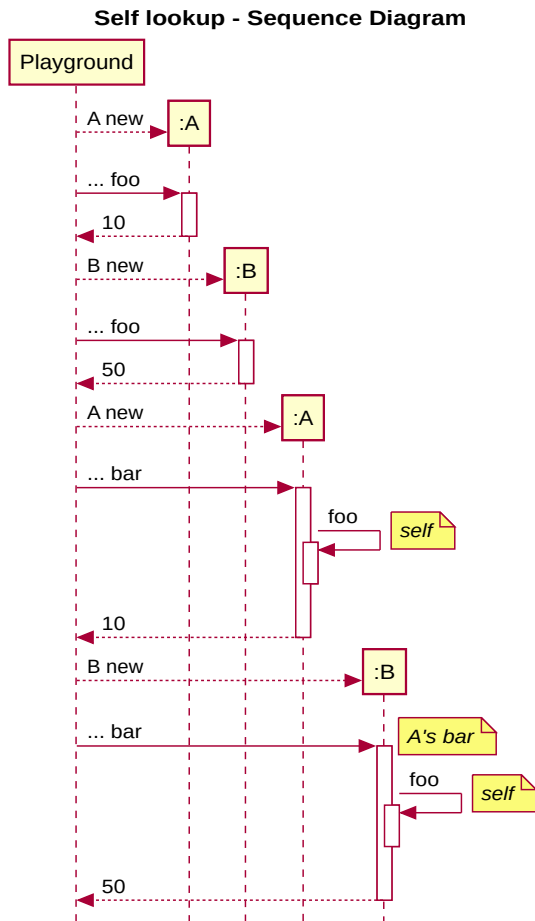 Self lookup - Sequence Diagram
Playground
A new
:A
... foo
10
B new
:B
... foo
50
A new
:A
... bar
foo
self
10
B new
:B
... bar
A's bar
foo
self
50